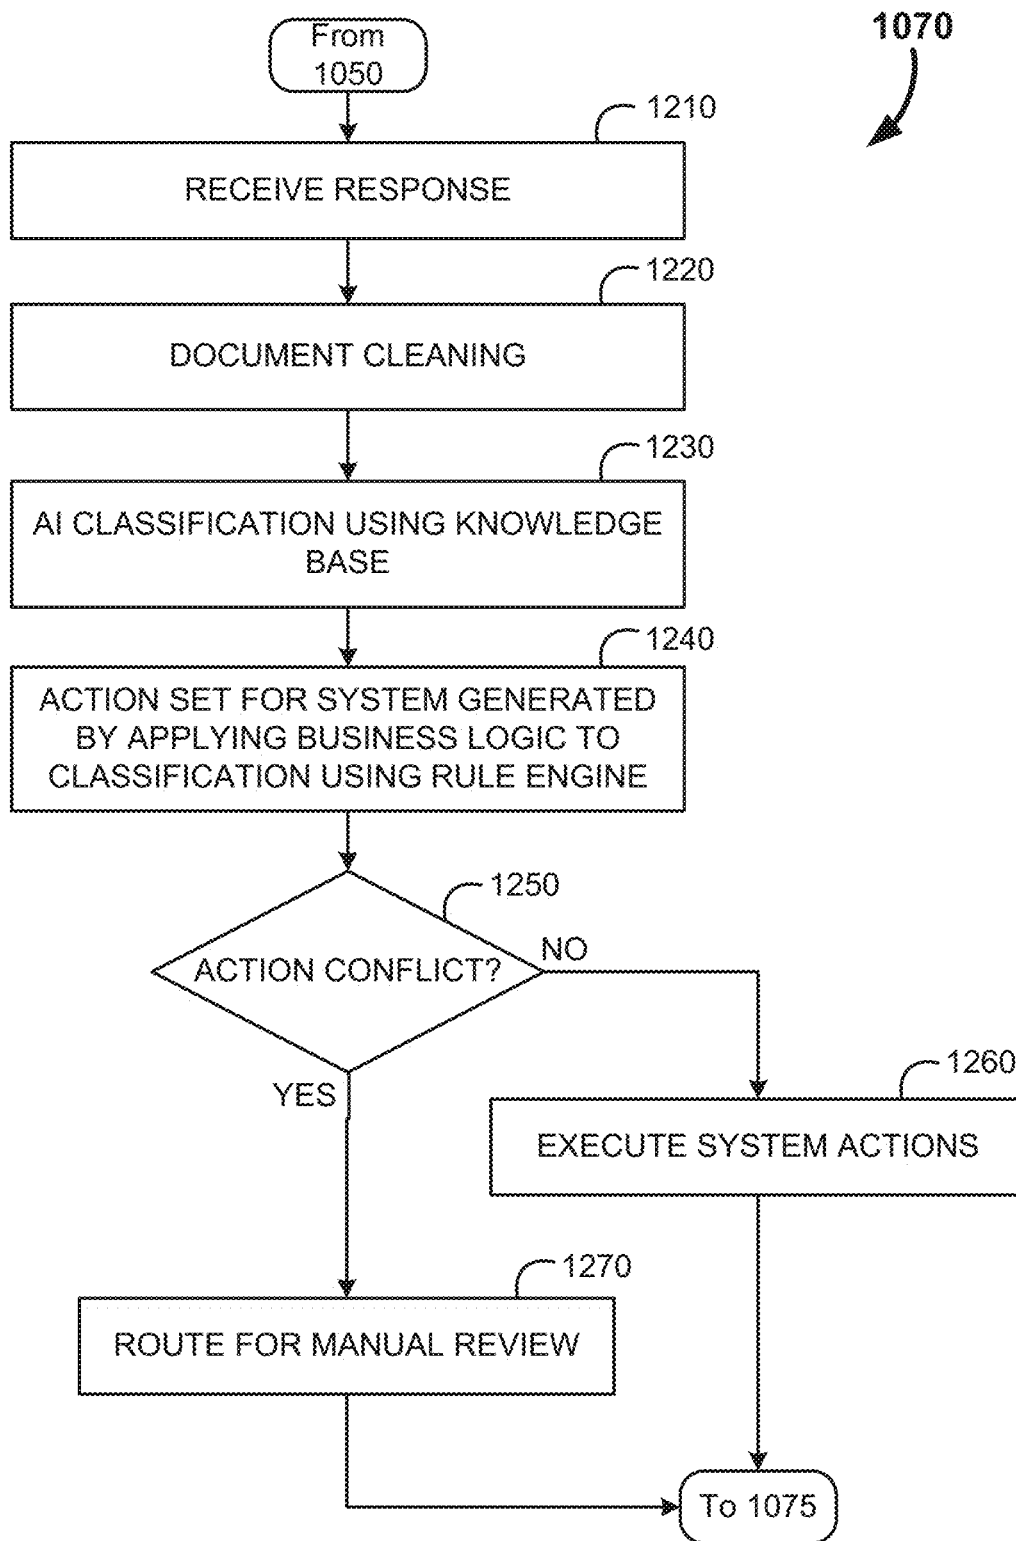 From
1050
1070
1210
RECEIVE RESPONSE
1220
DOCUMENT CLEANING
1230
AI CLASSIFICATION USING KNOWLEDGE
BASE
1240
ACTION SET FOR SYSTEM GENERATED
BY APPLYING BUSINESS LOGIC TO
CLASSIFICATION USING RULE ENGINE
1250
ACTION CONFLICT?
NO
YES
1260
EXECUTE SYSTEM ACTIONS
1270
ROUTE FOR MANUAL REVIEW
To 1075